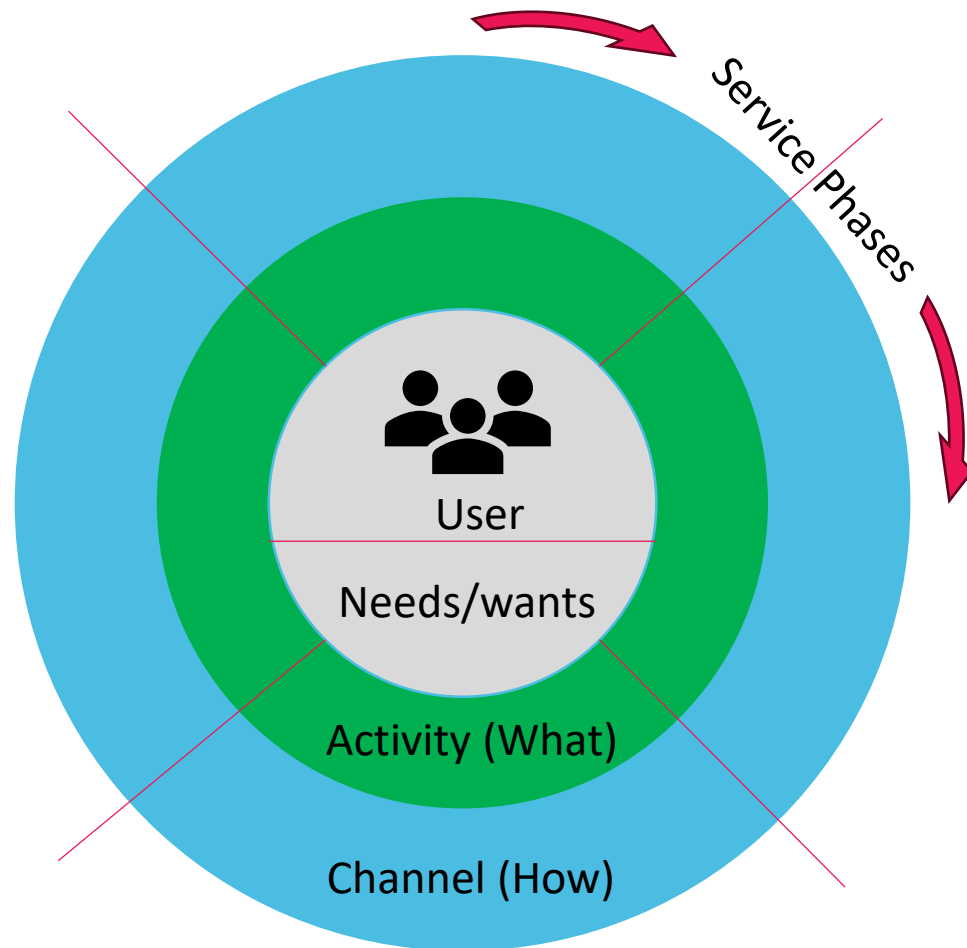 Service Phases
User
Needs/wants
Activity (What)
Channel (How)